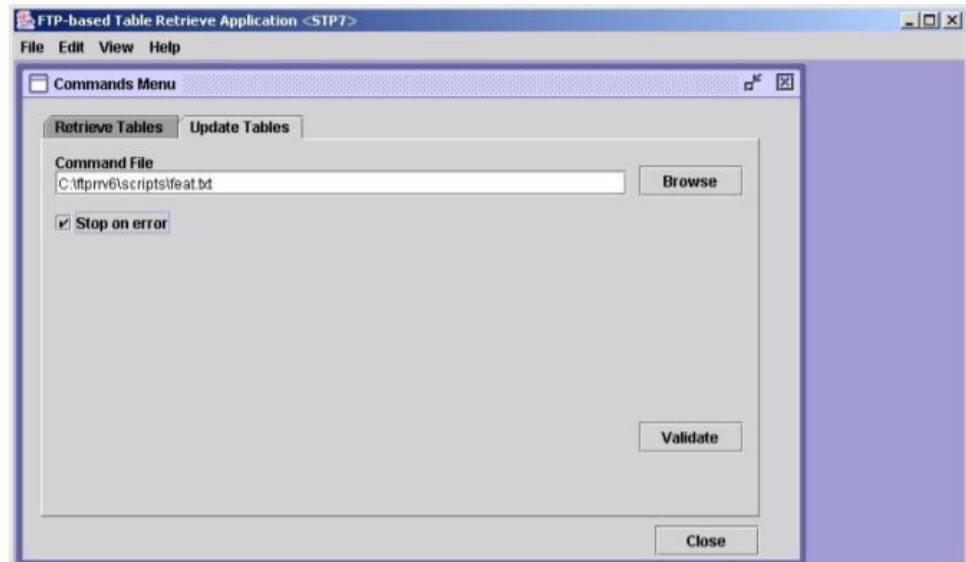 FTP-based Table Retrieve Application <STP7>
File Edit View Help
Commands Menu
Retrieve Tables Update Tables
Command File
C:\ftprrv6\scripts\feat.txt
Browse
Stop on error
Validate
Close